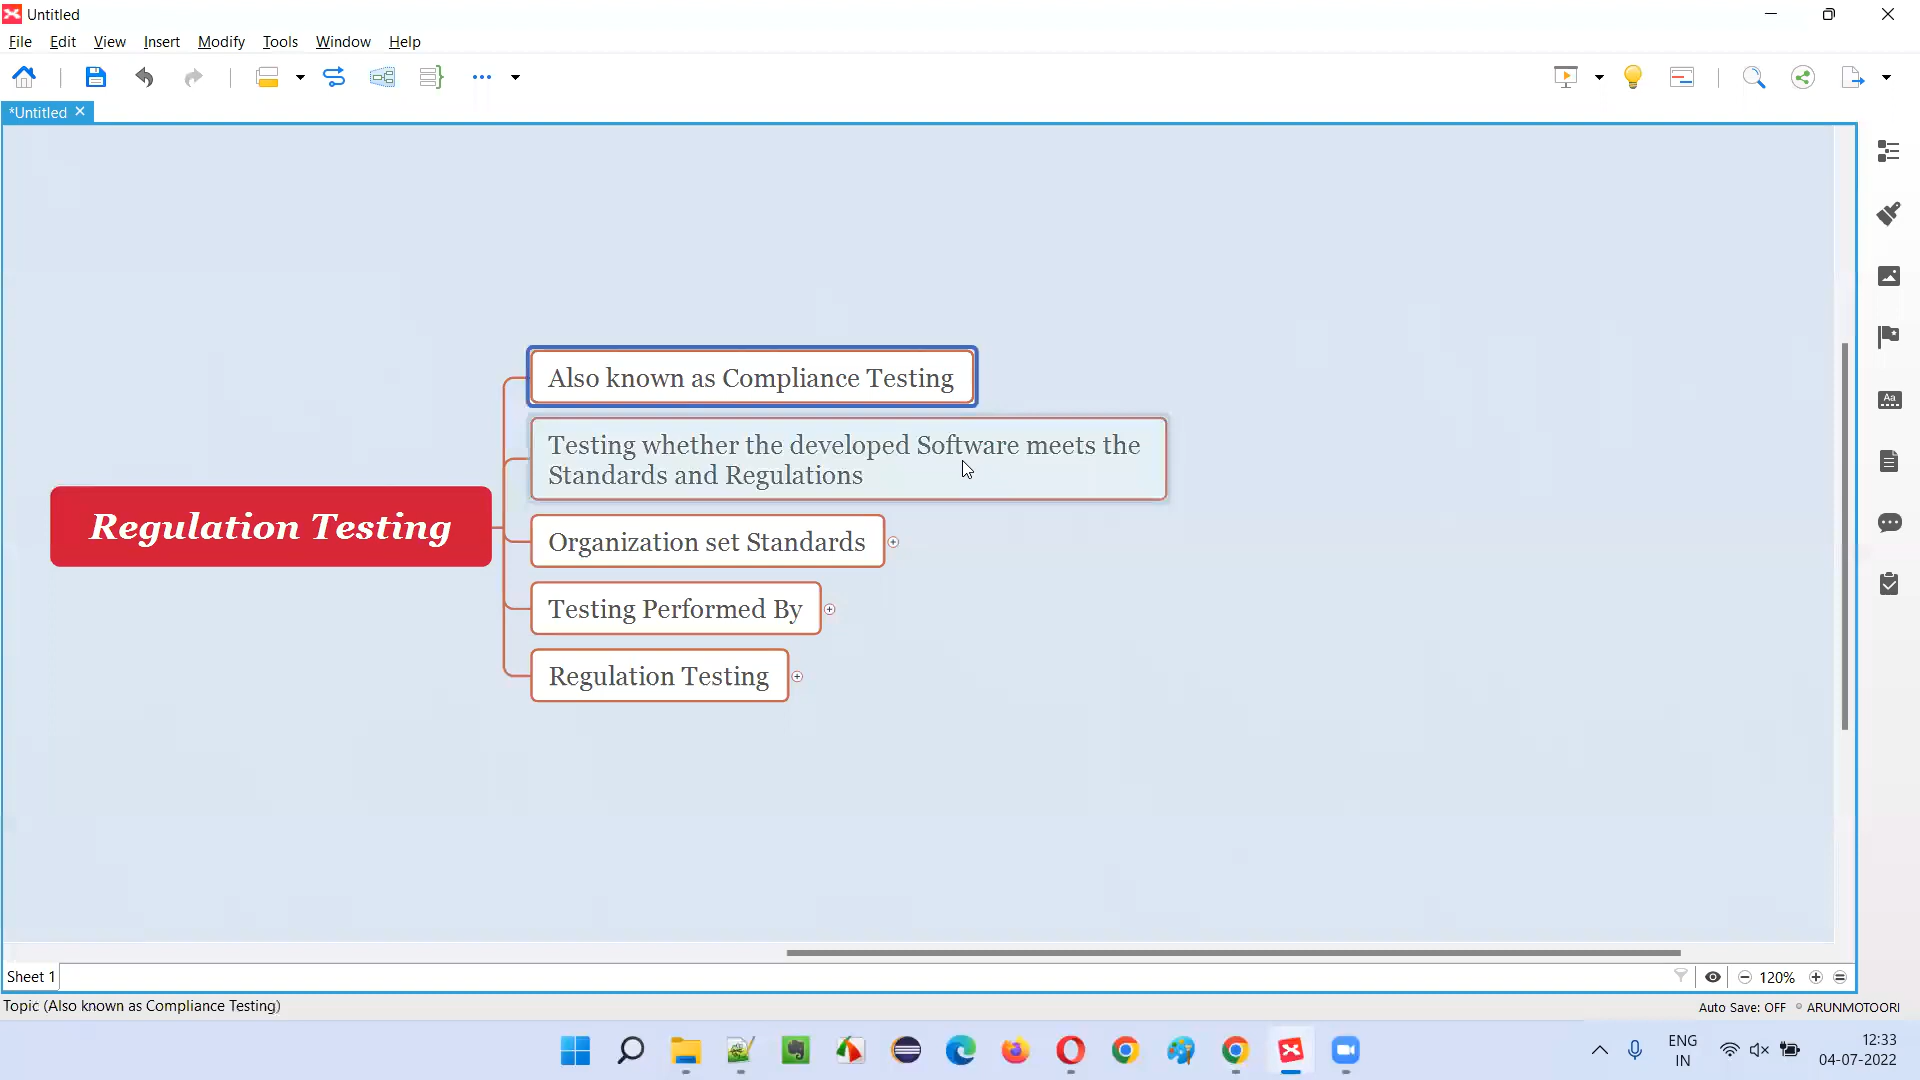 Untitled
File Edit View Insert Modify Tools Window Help
*Untitled
Also known as Compliance Testing
Testing whether the developed Software meets the
Standards and Regulations
Regulation Testing
Organization set Standards
Testing Performed By
Regulation Testing
Aa
Sheet 1
120%
Topic (Also known as Compliance Testing)
Auto Save: OFF
ARUNMOTOORI
ENG
IN
12:33
04-07-2022